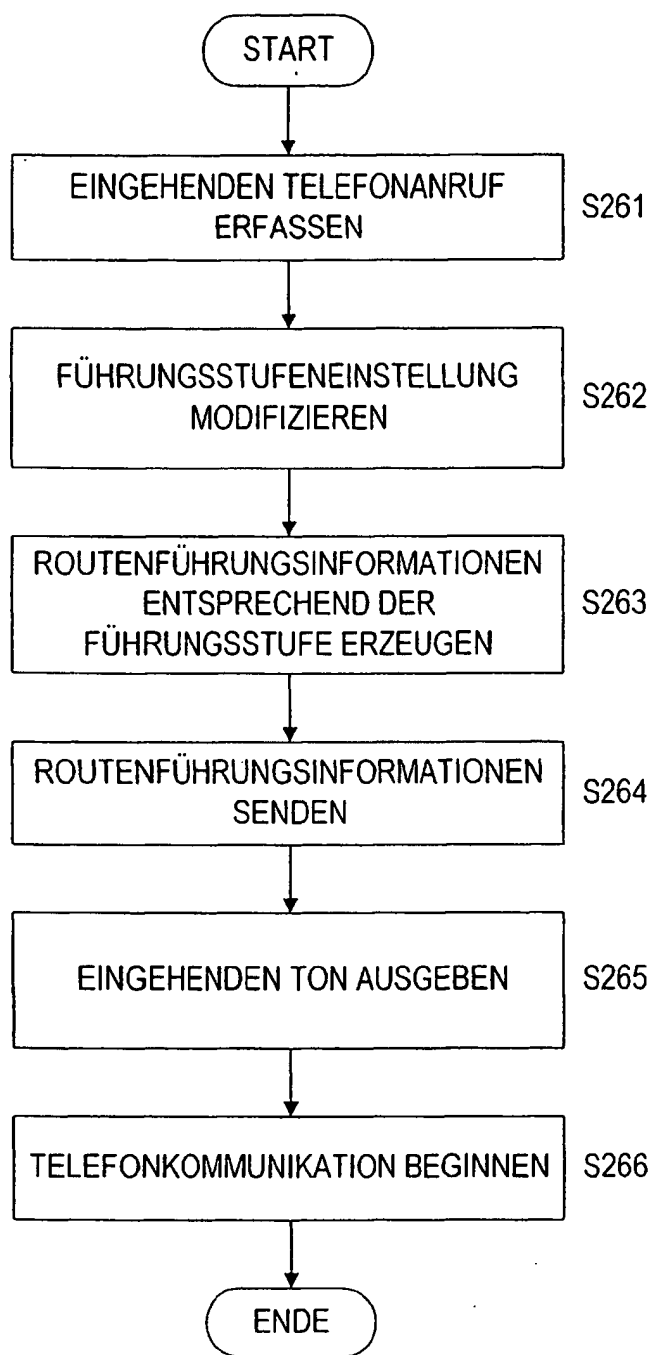 START
EINGEHENDEN TELEFONANRUF
ERFASSEN
S261
FÜHRUNGSSTUFENEINSTELLUNG
MODIFIZIEREN
S262
ROUTENFÜHRUNGSINFORMATIONEN
ENTSPRECHEND DER
FÜHRUNGSSTUFE ERZEUGEN
S263
ROUTENFÜHRUNGSINFORMATIONEN
SENDEN
S264
EINGEHENDEN TON AUSGEBEN
S265
TELEFONKOMMUNIKATION BEGINNEN
S266
ENDE